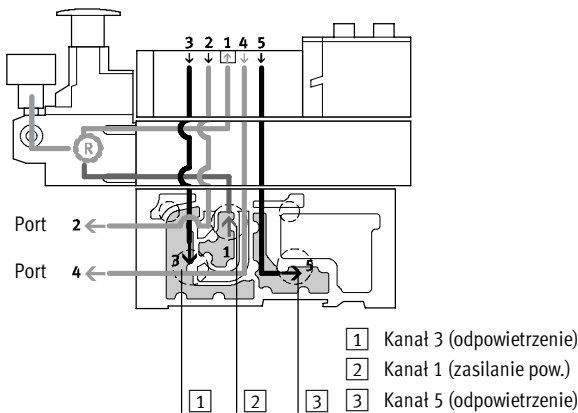 3 2 1 4 5
R
Port 2
1
3
5
Port 4
1 Kanał 3 (odpowietrzenie)
2 Kanał 1 (zasilanie pow.)
3 Kanał 5 (odpowietrzenie)
1 2 3